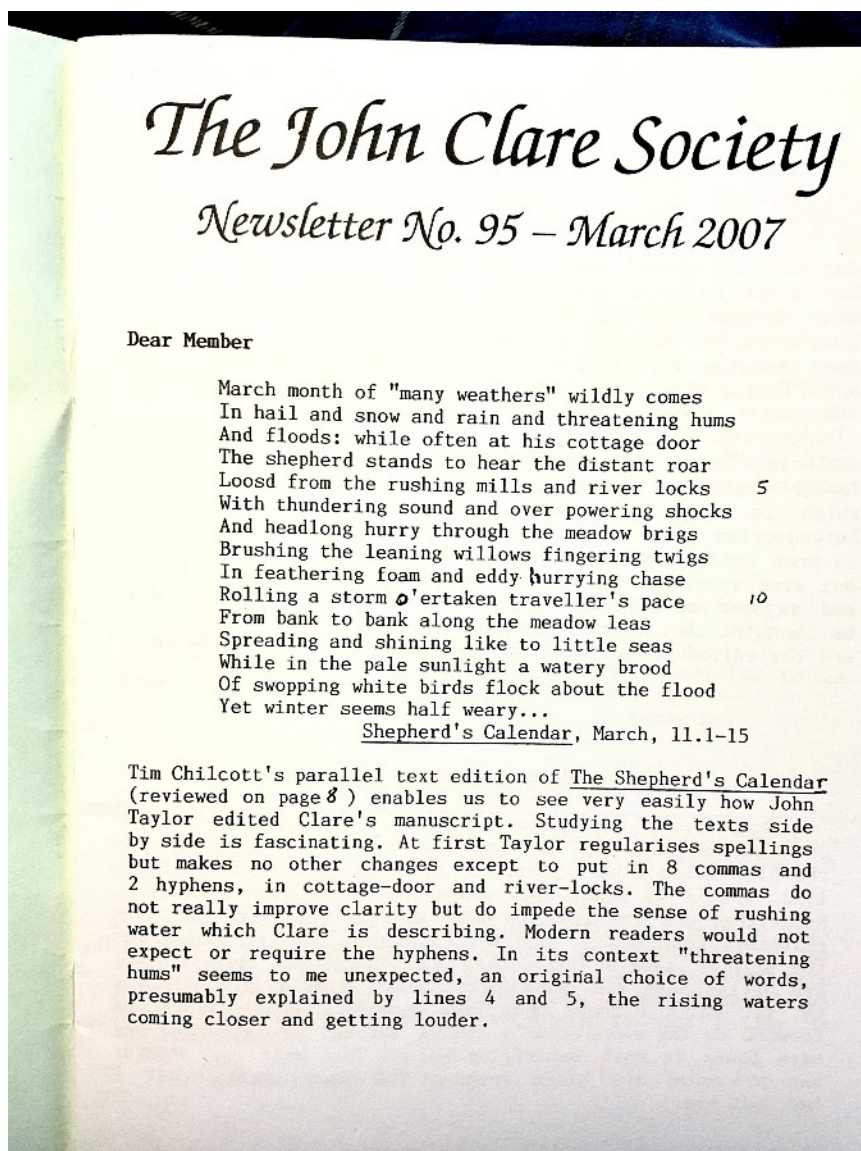 The John Clare Society
Newsletter No. 95 – March 2007
Dear Member
March month of "many weathers" wildly comes
In hail and snow and rain and threatening hums
And floods: while often at his cottage door
The shepherd stands to hear the distant roar
Loosd from the rushing mills and river locks 5
With thundering sound and over powering shocks
And headlong hurry through the meadow brigs
Brushing the leaning willows fingering twigs
In feathering foam and eddy hurrying chase
Rolling a storm o'ertaken traveller's pace 10
From bank to bank along the meadow leas
Spreading and shining like to little seas
While in the pale sunlight a watery brood
Of swopping white birds flock about the flood
Yet winter seems half weary...
Shepherd's Calendar, March, 11.1-15
Tim Chilcott's parallel text edition of The Shepherd's Calendar
(reviewed on page 8 ) enables us to see very easily how John
Taylor edited Clare's manuscript. Studying the texts side
by side is fascinating. At first Taylor regularises spellings
but makes no other changes except to put in 8 commas and
2 hyphens, in cottage-door and river-locks. The commas do
not really improve clarity but do impede the sense of rushing
water which Clare is describing. Modern readers would not
expect or require the hyphens. In its context "threatening
hums" seems to me unexpected, an original choice of words,
presumably explained by lines 4 and 5, the rising waters
coming closer and getting louder.